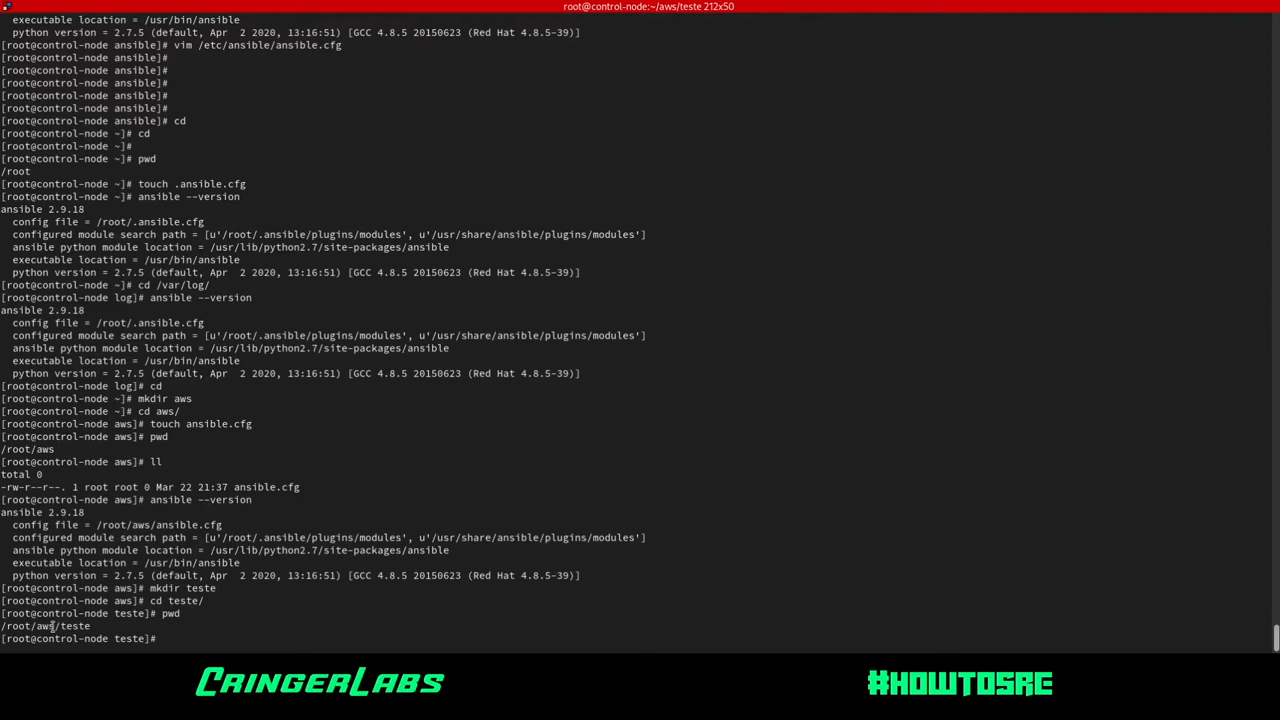 root@control-node:~/aws/teste 212x50
executable location = /usr/bin/ansible
python version = 2.7.5 (default, Apr  2 2020, 13:16:51) [GCC 4.8.5 20150623 (Red Hat 4.8.5-39)]
[root@control-node ansible]# vim /etc/ansible/ansible.cfg
[root@control-node ansible]#
[root@control-node ansible]#
[root@control-node ansible]#
[root@control-node ansible]#
[root@control-node ansible]#
[root@control-node ansible]# cd
[root@control-node ~]# cd
[root@control-node ~]#
[root@control-node ~]# pwd
/root
[root@control-node ~]# touch .ansible.cfg
[root@control-node ~]# ansible --version
ansible 2.9.18
  config file = /root/.ansible.cfg
  configured module search path = [u'/root/.ansible/plugins/modules', u'/usr/share/ansible/plugins/modules']
  ansible python module location = /usr/lib/python2.7/site-packages/ansible
  executable location = /usr/bin/ansible
  python version = 2.7.5 (default, Apr  2 2020, 13:16:51) [GCC 4.8.5 20150623 (Red Hat 4.8.5-39)]
[root@control-node ~]# cd /var/log/
[root@control-node log]# ansible --version
ansible 2.9.18
  config file = /root/.ansible.cfg
  configured module search path = [u'/root/.ansible/plugins/modules', u'/usr/share/ansible/plugins/modules']
  ansible python module location = /usr/lib/python2.7/site-packages/ansible
  executable location = /usr/bin/ansible
  python version = 2.7.5 (default, Apr  2 2020, 13:16:51) [GCC 4.8.5 20150623 (Red Hat 4.8.5-39)]
[root@control-node log]# cd
[root@control-node ~]# mkdir aws
[root@control-node ~]# cd aws/
[root@control-node aws]# touch ansible.cfg
[root@control-node aws]# pwd
/root/aws
[root@control-node aws]# ll
total 0
-rw-r--r--. 1 root root 0 Mar 22 21:37 ansible.cfg
[root@control-node aws]# ansible --version
ansible 2.9.18
  config file = /root/aws/ansible.cfg
  configured module search path = [u'/root/.ansible/plugins/modules', u'/usr/share/ansible/plugins/modules']
  ansible python module location = /usr/lib/python2.7/site-packages/ansible
  executable location = /usr/bin/ansible
  python version = 2.7.5 (default, Apr  2 2020, 13:16:51) [GCC 4.8.5 20150623 (Red Hat 4.8.5-39)]
[root@control-node aws]# mkdir teste
[root@control-node aws]# cd teste/
[root@control-node teste]# pwd
/root/aws/teste
[root@control-node teste]#
CRINGERLABS
#HOWTOSRE